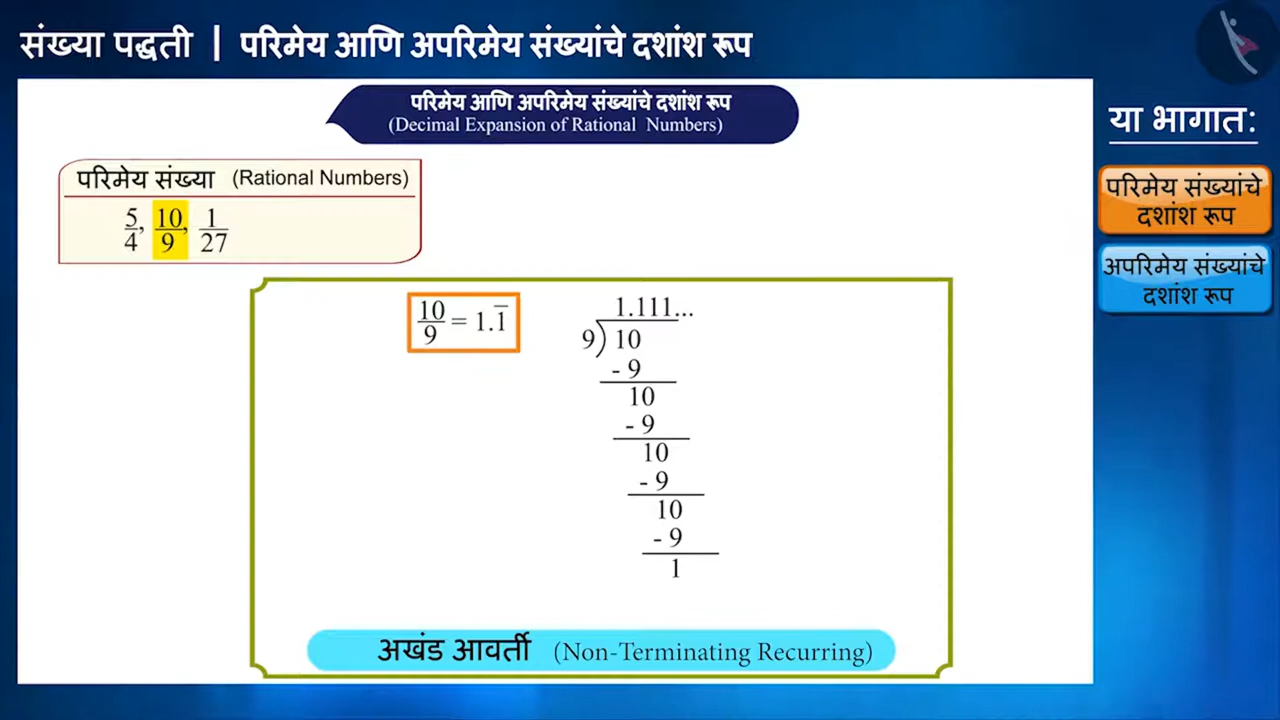 संख्या पद्धती | परिमेय आणि अपरिमेय संख्यांचे दशांश रूप
परिमेय आणि अपरिमेय संख्यांचे दशांश रूप
(Decimal Expansion of Rational Numbers)
या भागात:
परिमेय संख्यांचे
दशांश रूप
अपरिमेय संख्यांचे
दशांश रूप
परिमेय संख्या (Rational Numbers)
5/4, 10/9, 1/27
10/9 = 1.1̅
1.111...
9) 10
- 9
10
- 9
10
- 9
10
- 9
1
अखंड आवर्ती (Non-Terminating Recurring)